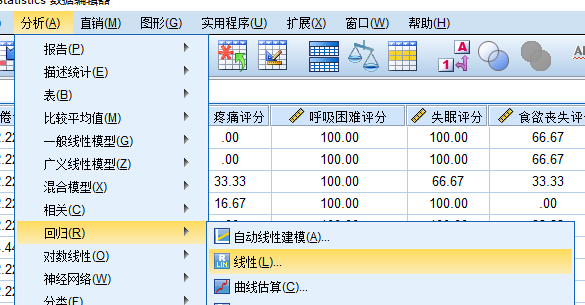 Statistics 数据编辑器
分析(A) 直销(M) 图形(G) 实用程序(U) 扩展(X) 窗口(W) 帮助(H)
报告(P)
描述统计(E)
表(B)
比较平均值(M)
一般线性模型(G)
广义线性模型(Z)
混合模型(X)
相关(C)
回归(R)
对数线性(O)
神经网络(W)
分类(F)
自动线性建模(A)...
线性(L)...
曲线估算(C)...
A
1
疼痛评分 呼吸困难评分 失眠评分 食欲丧失评
.00 100.00 100.00 66.67
.00 100.00 100.00 66.67
33.33 100.00 66.67 33.33
16.67 100.00 100.00 .00